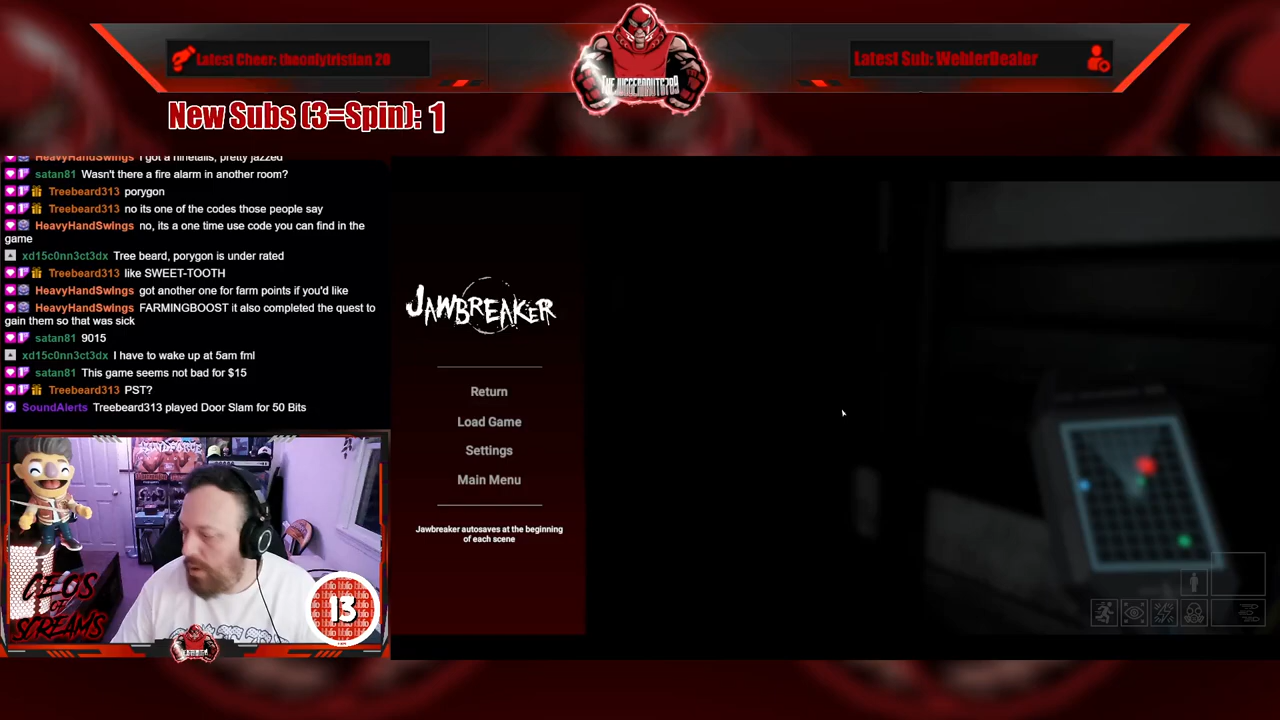 Latest Cheer: theonlytristian 20
THEJUGGERNAUT6789
Latest Sub: WehlerDealer
New Subs (3=Spin): 1
HeavyHandSwings I got a ninetails, pretty jazzed
satan81 Wasn't there a fire alarm in another room?
Treebeard313 porygon
Treebeard313 no its one of the codes those people say
HeavyHandSwings no, its a one time use code you can find in the
game
xd15c0nn3ct3dx Tree beard, porygon is under rated
Treebeard313 like SWEET-TOOTH
HeavyHandSwings got another one for farm points if you'd like
HeavyHandSwings FARMINGBOOST it also completed the quest to
gain them so that was sick
satan81 9015
xd15c0nn3ct3dx I have to wake up at 5am fml
satan81 This game seems not bad for $15
Treebeard313 PST?
SoundAlerts Treebeard313 played Door Slam for 50 Bits
JAWBREAKER
Return
Load Game
Settings
Main Menu
Jawbreaker autosaves at the beginning
of each scene
CEO'S
OF
STREAMS
13